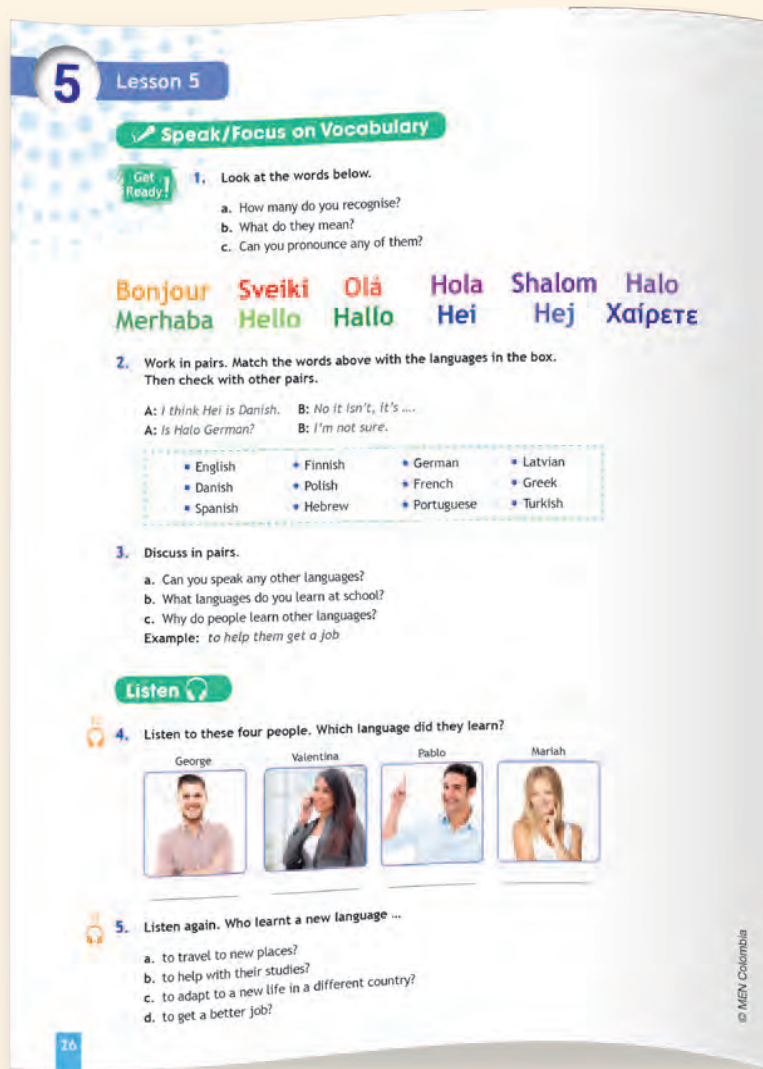 5 Lesson 5
Speak/Focus on Vocabulary
Get Ready!
1. Look at the words below.
a. How many do you recognise?
b. What do they mean?
c. Can you pronounce any of them?
Bonjour Sveiki Olá Hola Shalom Halo
Merhaba Hello Hallo Hei Hej Χαίρετε
2. Work in pairs. Match the words above with the languages in the box.
Then check with other pairs.
A: I think Hei is Danish. B: No it isn't, it's ....
A: Is Halo German? B: I'm not sure.
• English • Finnish • German • Latvian
• Danish • Polish • French • Greek
• Spanish • Hebrew • Portuguese • Turkish
3. Discuss in pairs.
a. Can you speak any other languages?
b. What languages do you learn at school?
c. Why do people learn other languages?
Example: to help them get a job
Listen
4. Listen to these four people. Which language did they learn?
George Valentina Pablo Mariah
5. Listen again. Who learnt a new language ...
a. to travel to new places?
b. to help with their studies?
c. to adapt to a new life in a different country?
d. to get a better job?
26
© MEN Colombia